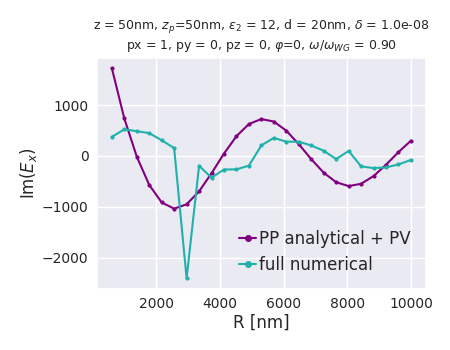 z = 50nm, z_p=50nm, ε₂ = 12, d = 20nm, δ = 1.0e-08
px = 1, py = 0, pz = 0, φ=0, ω/ω_WG = 0.90
Im(E_x)
1000
0
−1000
−2000
PP analytical + PV
full numerical
2000 4000 6000 8000 10000
R [nm]